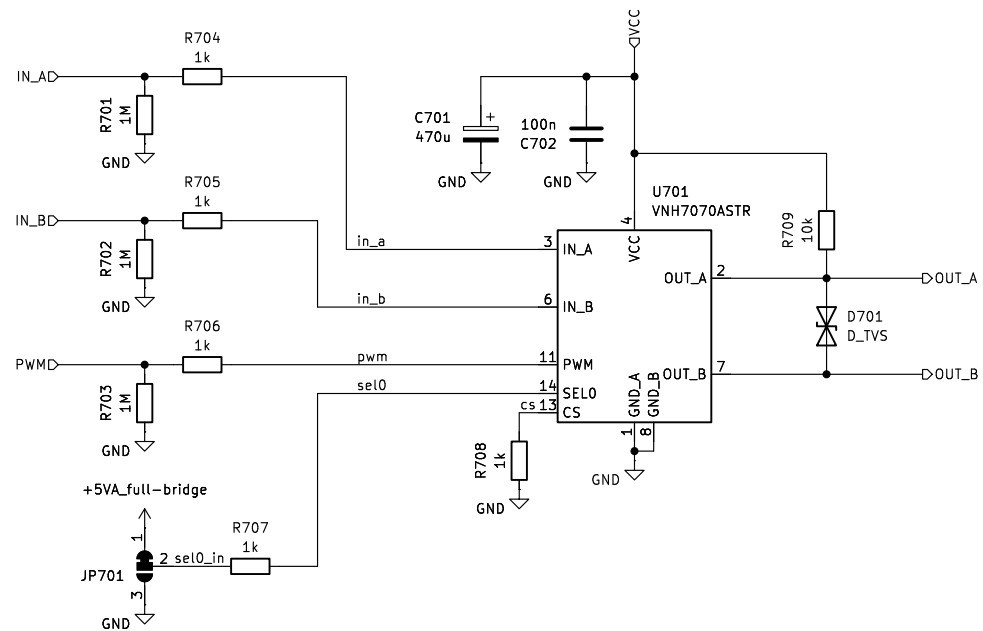 VCC
R704
1k
IN_A
R701
1M
GND
C701
470u
+
100n
C702
GND
GND
R705
1k
IN_B
R702
1M
GND
U701
VNH7070ASTR
R709
10k
4
VCC
in_a
3
IN_A
OUT_A
2
OUT_A
in_b
6
IN_B
R706
1k
D701
D_TVS
PWM
pwm
11
PWM
OUT_B
7
OUT_B
R703
1M
GND
sel0
14
SEL0
cs
13
CS
GND_A
GND_B
1
8
GND
R708
1k
GND
+5VA_full-bridge
1
2
sel0_in
R707
1k
JP701
3
GND